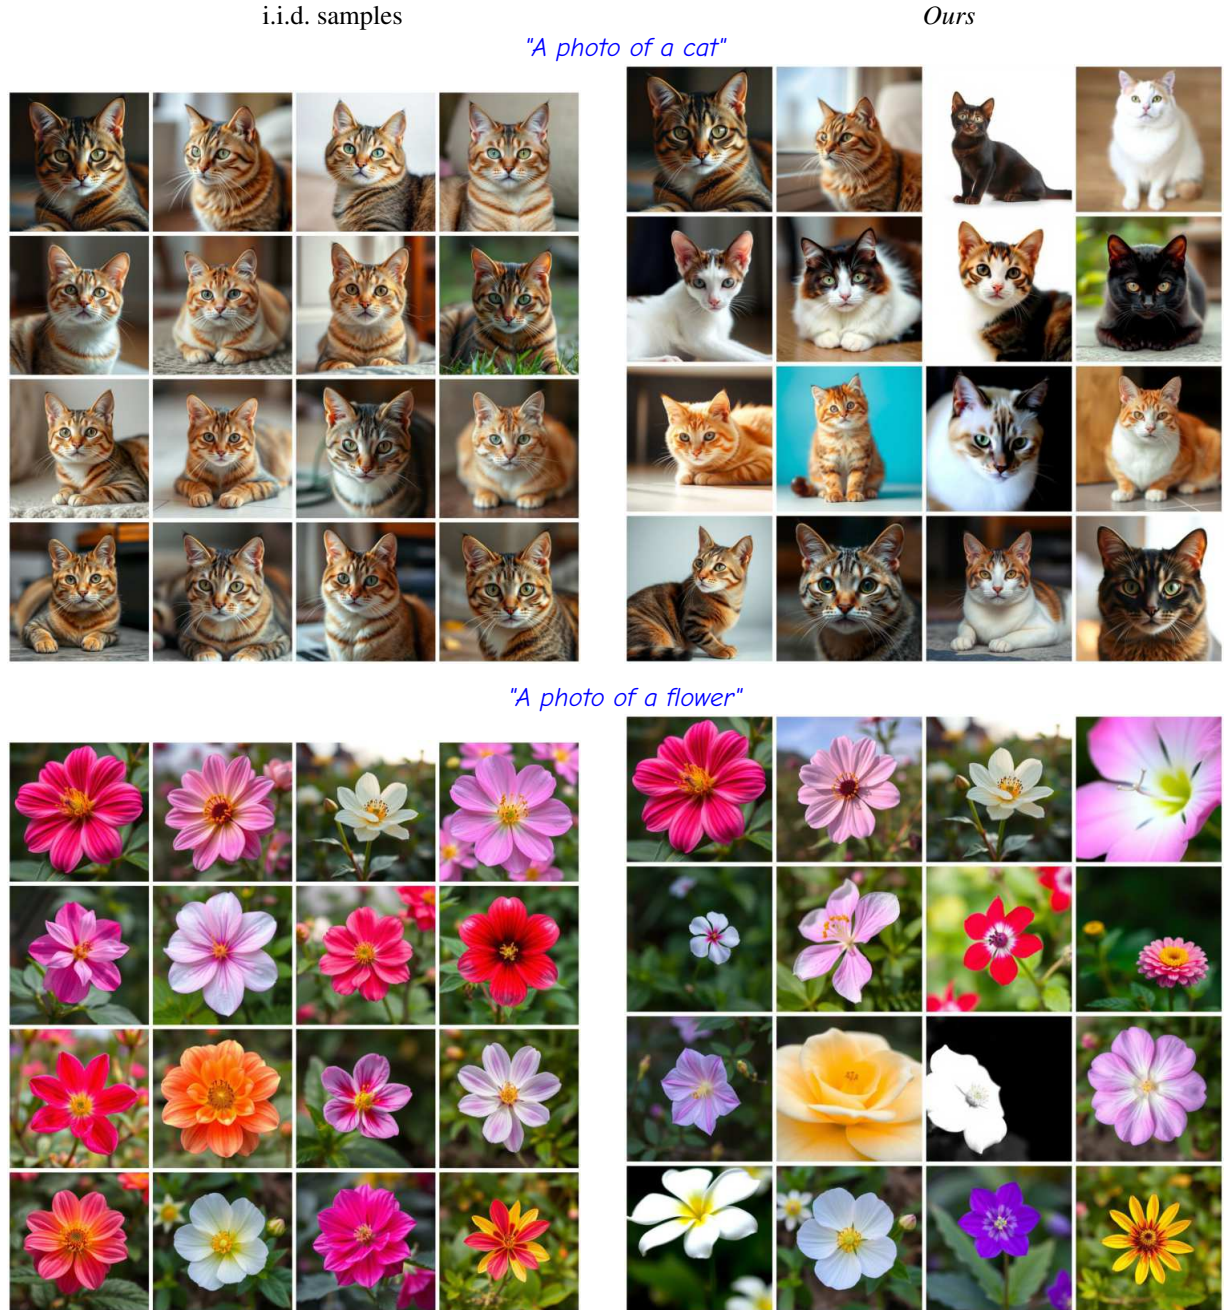 i.i.d. samples
Ours
"A photo of a cat"
"A photo of a flower"